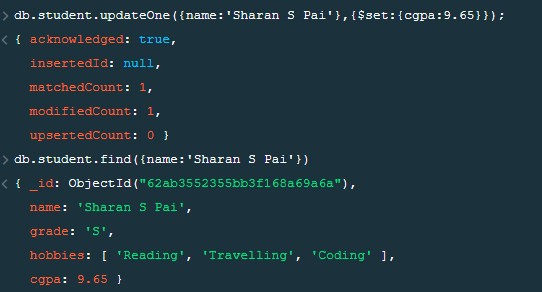 > db.student.updateOne({name:'Sharan S Pai'},{$set:{cgpa:9.65}});
< { acknowledged: true,
insertedId: null,
matchedCount: 1,
modifiedCount: 1,
upsertedCount: 0 }
> db.student.find({name:'Sharan S Pai'})
< { _id: ObjectId("62ab3552355bb3f168a69a6a"),
name: 'Sharan S Pai',
grade: 'S',
hobbies: [ 'Reading', 'Travelling', 'Coding' ],
cgpa: 9.65 }